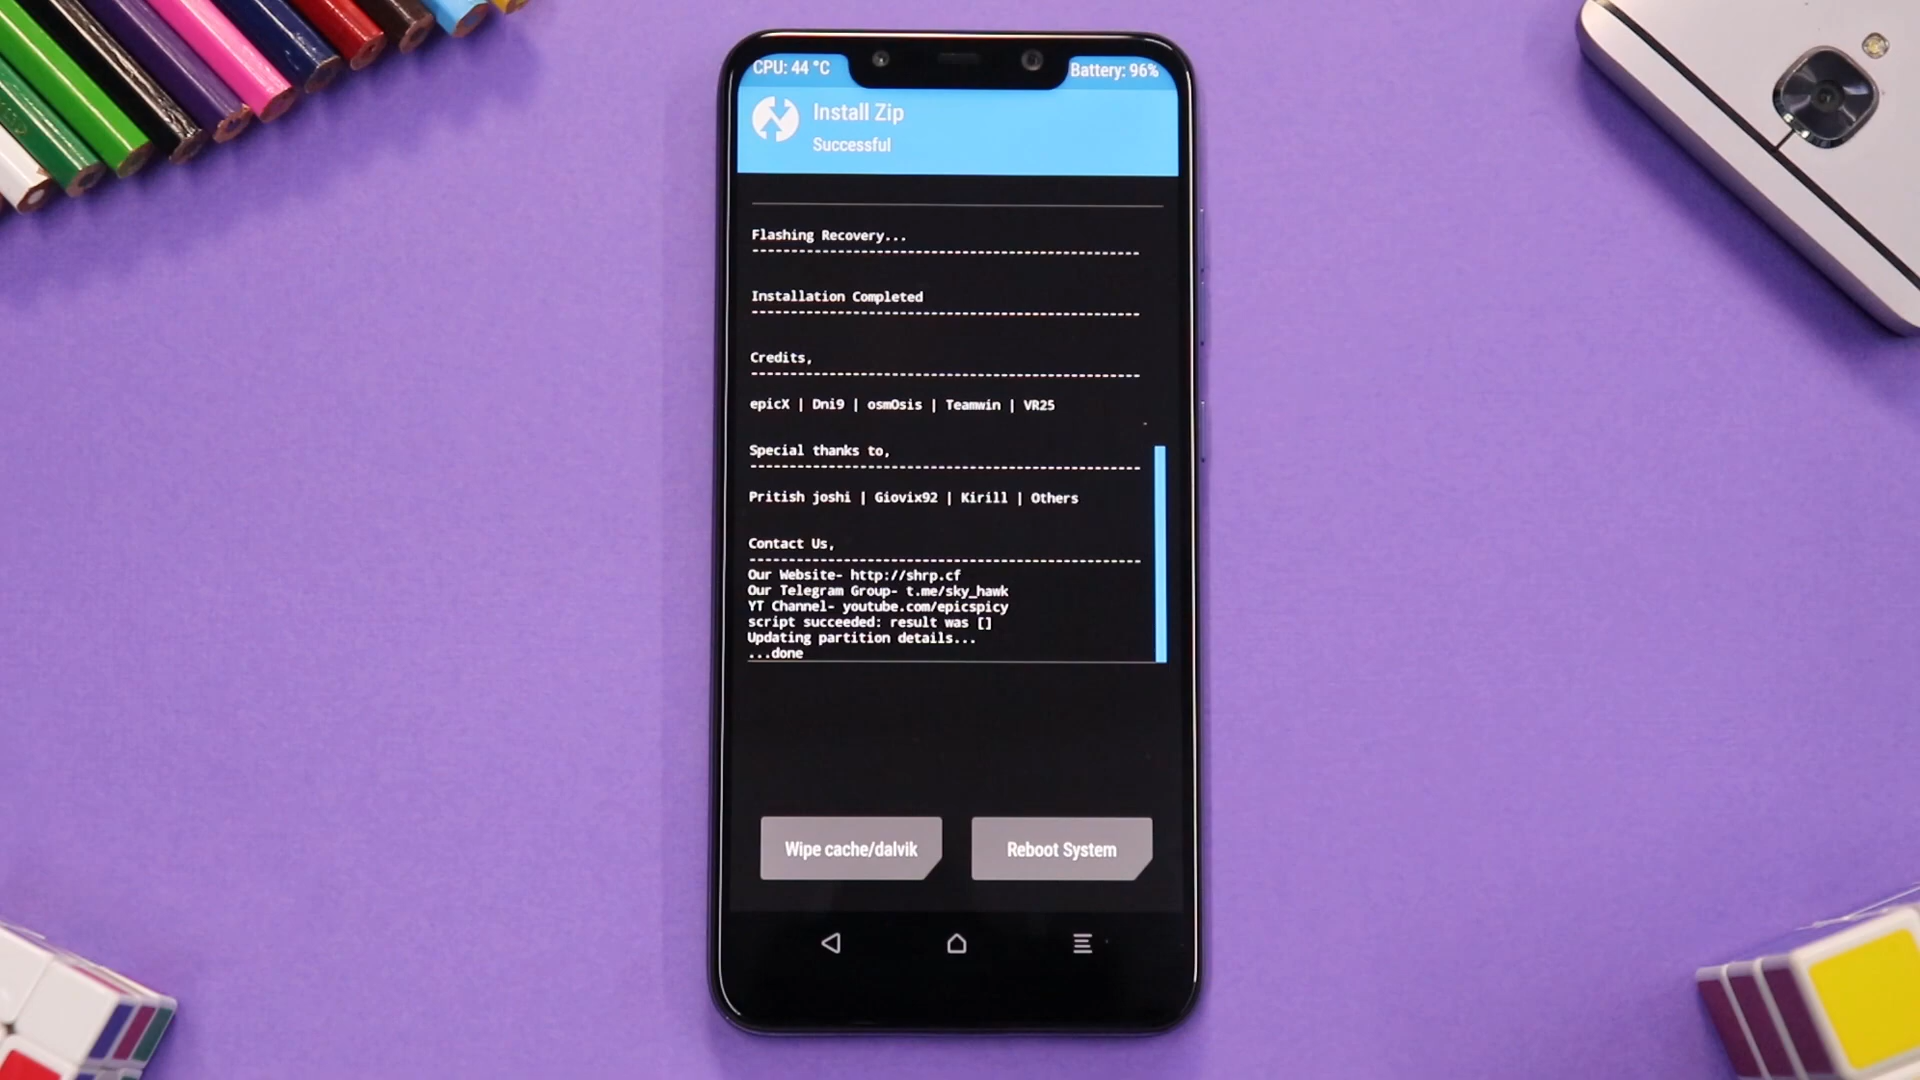 CPU: 44 °C
Battery: 96%
Install Zip
Successful
Flashing Recovery...
--------------------------------------------------
Installation Completed
--------------------------------------------------
Credits,
--------------------------------------------------
epicX | Dni9 | osmOsis | Teamwin | VR25
Special thanks to,
--------------------------------------------------
Pritish joshi | Giovix92 | Kirill | Others
Contact Us,
--------------------------------------------------
Our Website- http://shrp.cf
Our Telegram Group- t.me/sky_hawk
YT Channel- youtube.com/epicspicy
script succeeded: result was []
Updating partition details...
...done
Wipe cache/dalvik
Reboot System